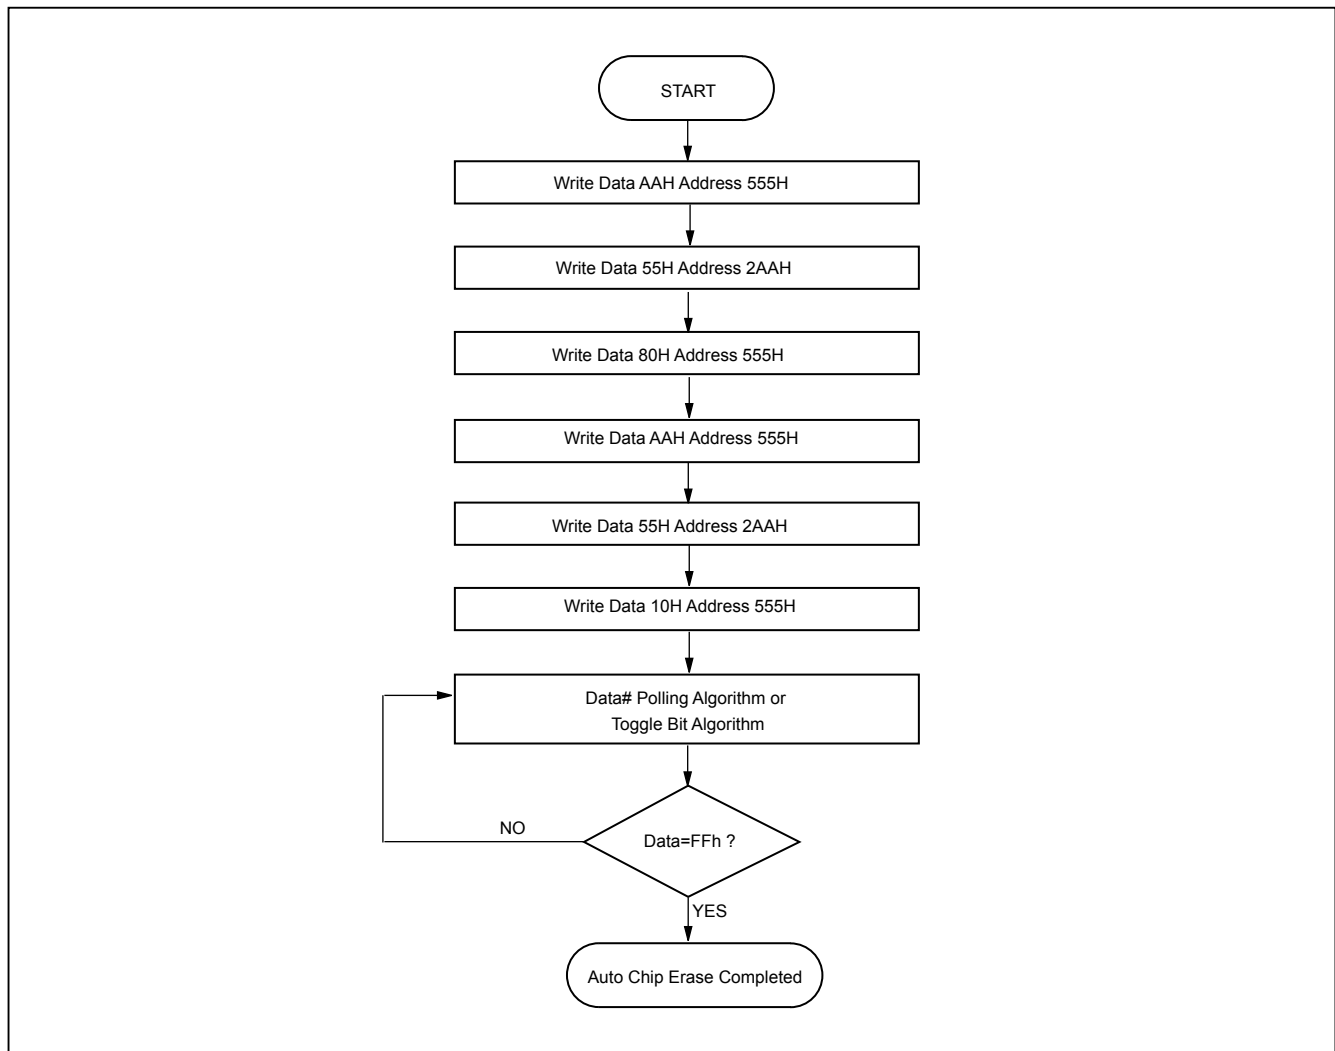 START
Write Data AAH Address 555H
Write Data 55H Address 2AAH
Write Data 80H Address 555H
Write Data AAH Address 555H
Write Data 55H Address 2AAH
Write Data 10H Address 555H
Data# Polling Algorithm or
Toggle Bit Algorithm
NO
Data=FFh ?
YES
Auto Chip Erase Completed